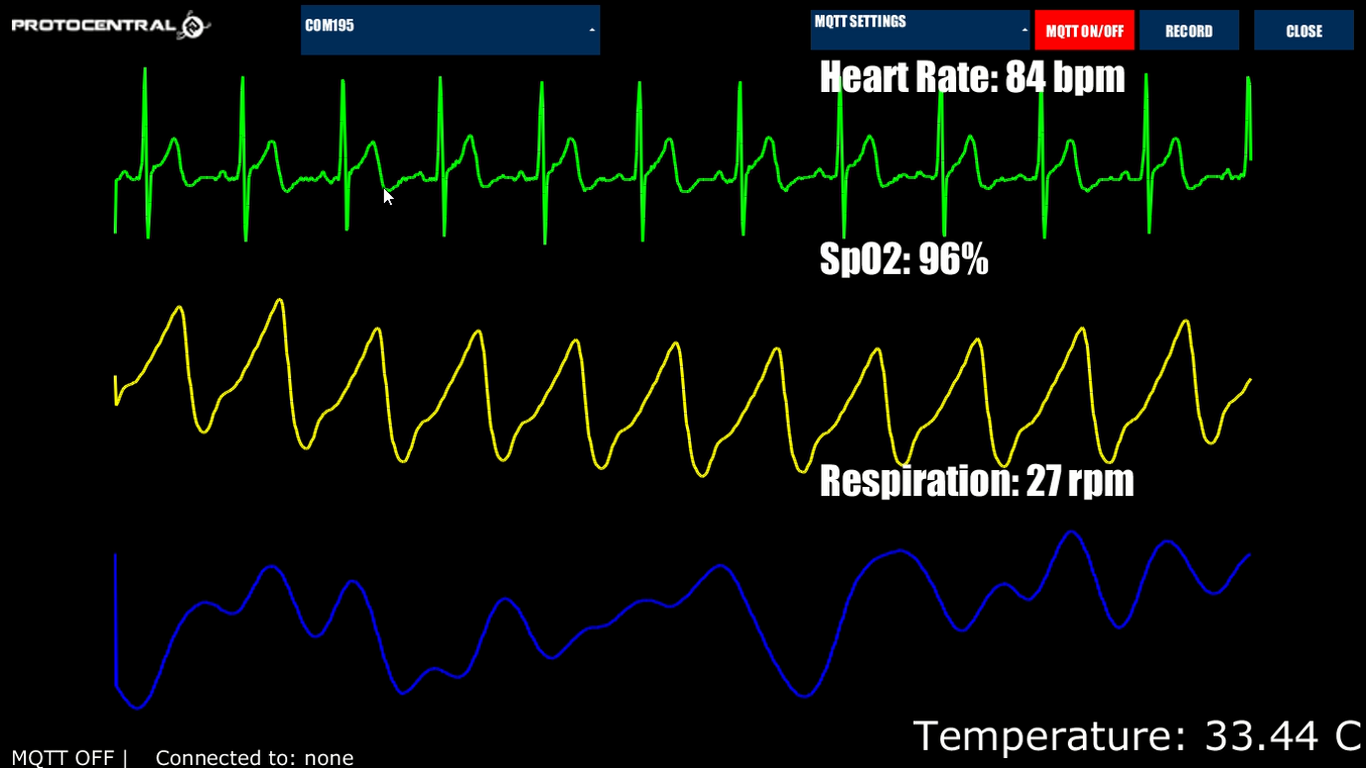 PROTOCENTRAL
COM195
MQTT SETTINGS
MQTT ON/OFF
RECORD
CLOSE
Heart Rate: 84 bpm
SpO2: 96%
Respiration: 27 rpm
Temperature: 33.44 C
MQTT OFF | Connected to: none